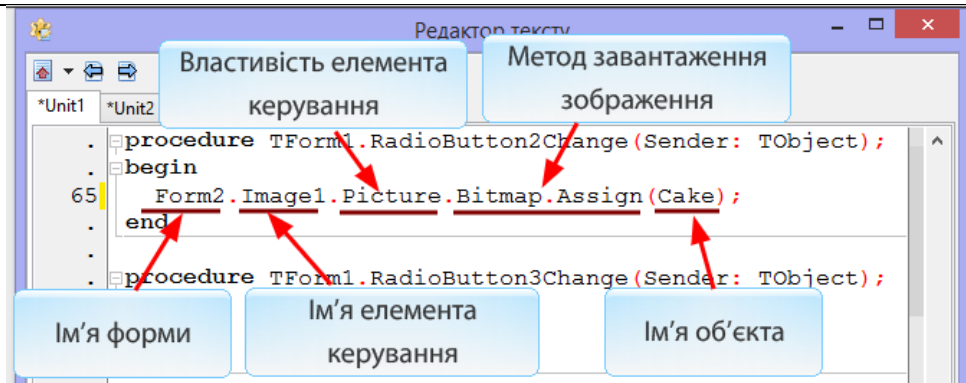 Редактор тексту
Властивість елемента
керування
Метод завантаження
зображення
*Unit1 *Unit2
procedure TForm1.RadioButton2Change(Sender: TObject);
begin
65 Form2.Image1.Picture.Bitmap.Assign(Cake);
end
procedure TForm1.RadioButton3Change(Sender: TObject);
Ім’я форми
Ім’я елемента
керування
Ім’я об’єкта